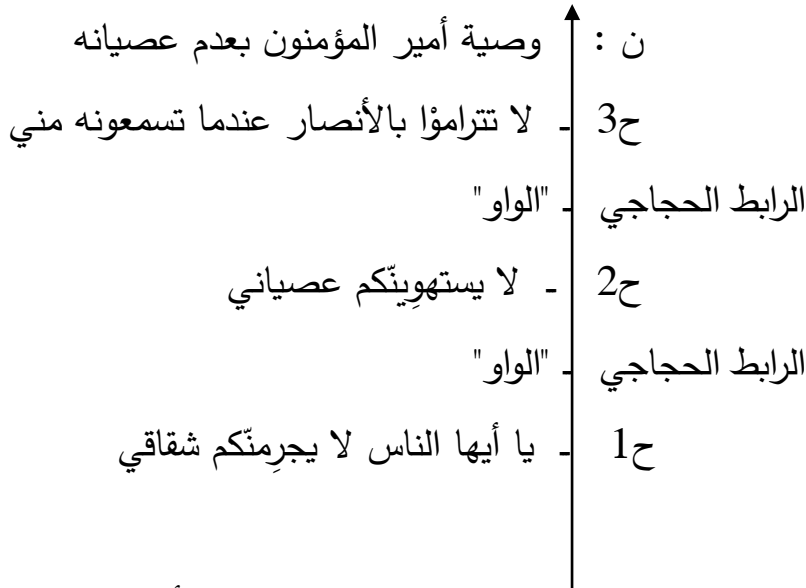 ن : وصية أمير المؤمنون بعدم عصيانه
ح3 ـ لا تتراموْا بالأنصار عندما تسمعونه مني
الرابط الحجاجي ـ "الواو"
ح2 ـ لا يستهوِينّكم عصياني
الرابط الحجاجي ـ "الواو"
ح1 ـ يا أيها الناس لا يجرِمنّكم شقاقي